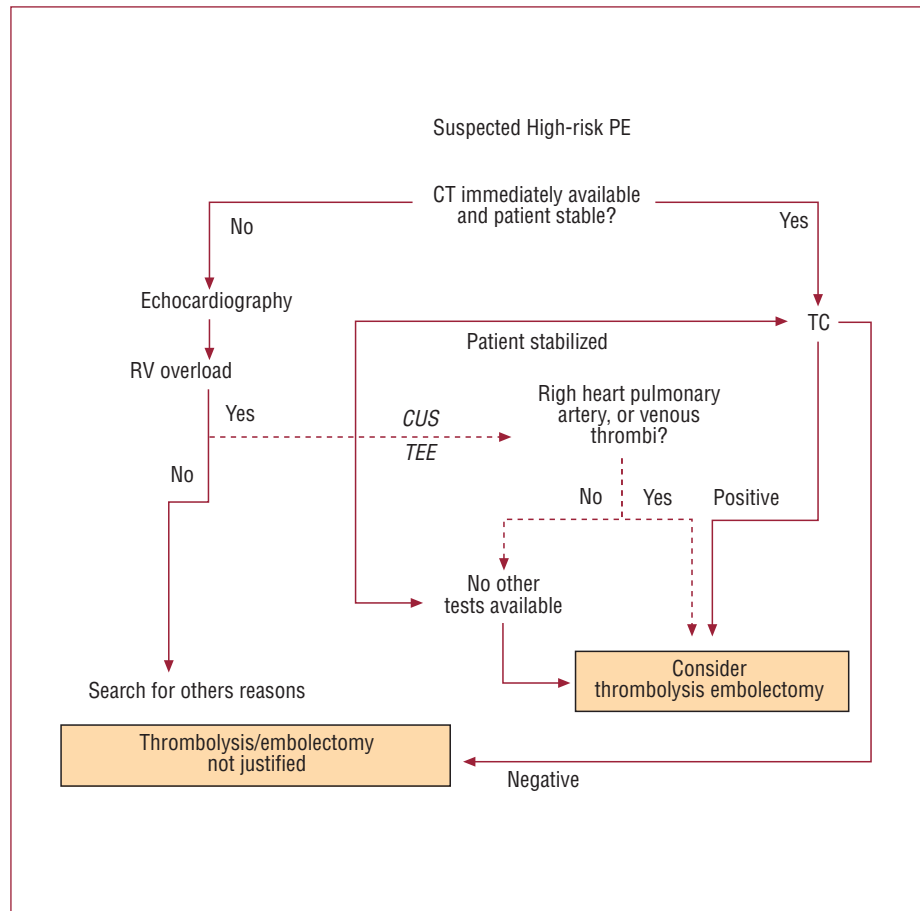 Suspected High-risk PE
CT immediately available
and patient stable?
No
Yes
Echocardiography
TC
Patient stabilized
RV overload
Righ heart pulmonary
artery, or venous
thrombi?
Yes
CUS
TEE
No
No
Yes
Positive
No other
tests available
Consider
thrombolysis embolectomy
Search for others reasons
Thrombolysis/embolectomy
not justified
Negative